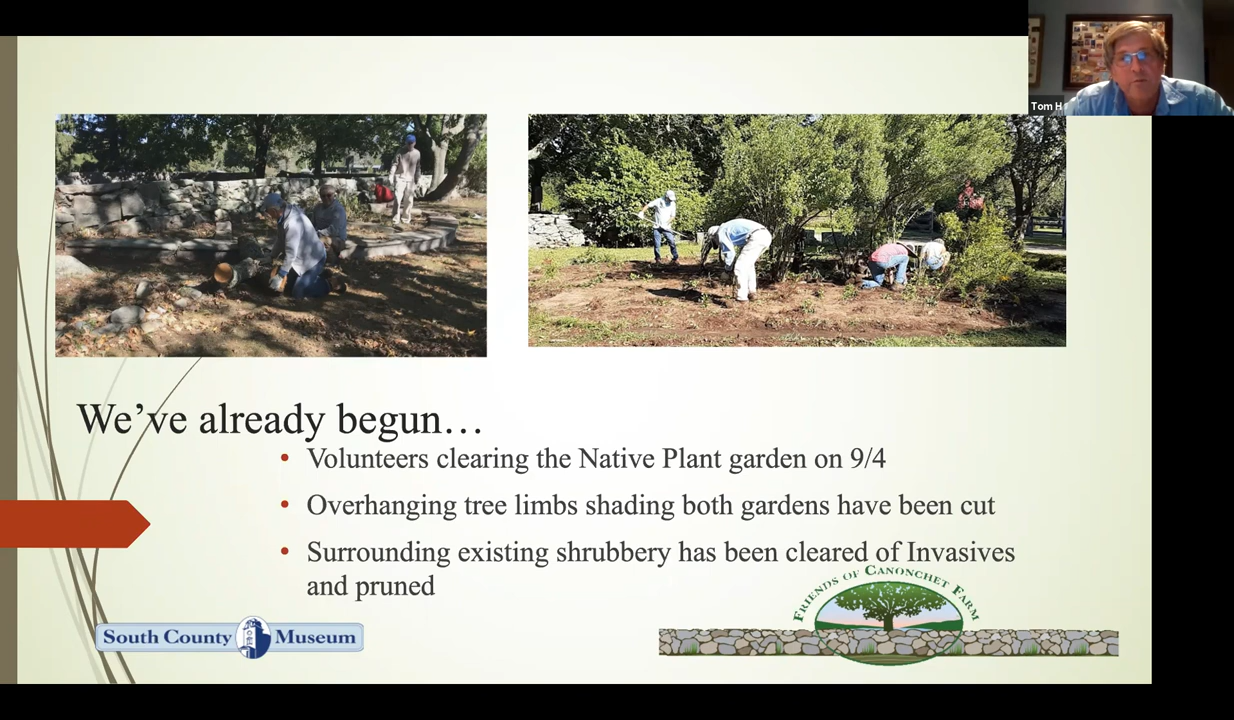 Tom H
We've already begun…
• Volunteers clearing the Native Plant garden on 9/4
• Overhanging tree limbs shading both gardens have been cut
• Surrounding existing shrubbery has been cleared of Invasives
and pruned
FRIENDS OF CANONCHET FARM
South County Museum